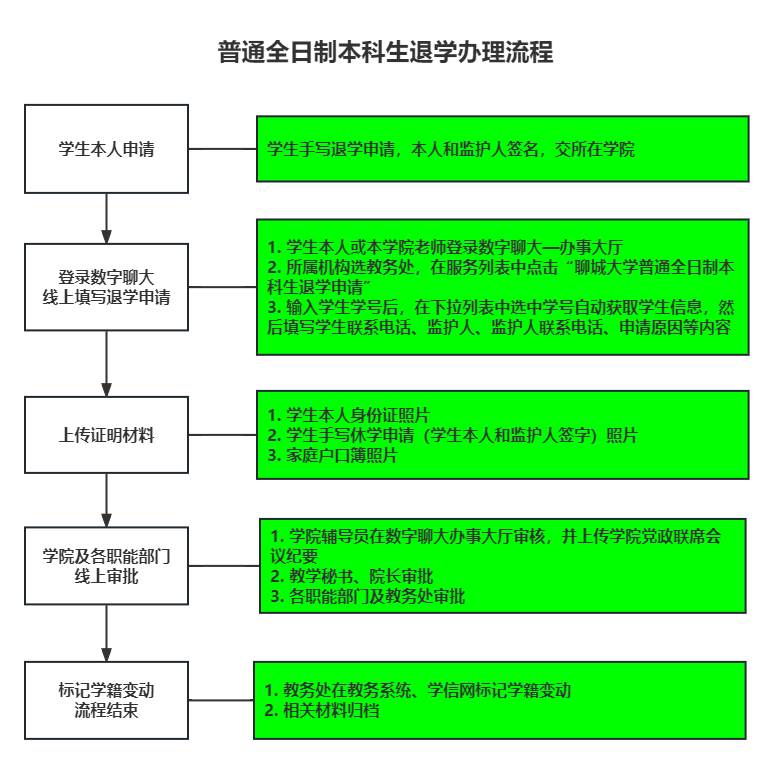 普通全日制本科生退学办理流程
学生本人申请
学生手写退学申请，本人和监护人签名，交所在学院
登录数字聊大
线上填写退学申请
1. 学生本人或本学院老师登录数字聊大—办事大厅
2. 所属机构选教务处，在服务列表中点击“聊城大学普通全日制本
科生退学申请”
3. 输入学生学号后，在下拉列表中选中学号自动获取学生信息，然
后填写学生联系电话、监护人、监护人联系电话、申请原因等内容
上传证明材料
1. 学生本人身份证照片
2. 学生手写休学申请（学生本人和监护人签字）照片
3. 家庭户口簿照片
学院及各职能部门
线上审批
1. 学院辅导员在数字聊大办事大厅审核，并上传学院党政联席会
议纪要
2. 教学秘书、院长审批
3. 各职能部门及教务处审批
标记学籍变动
流程结束
1. 教务处在教务系统、学信网标记学籍变动
2. 相关材料归档